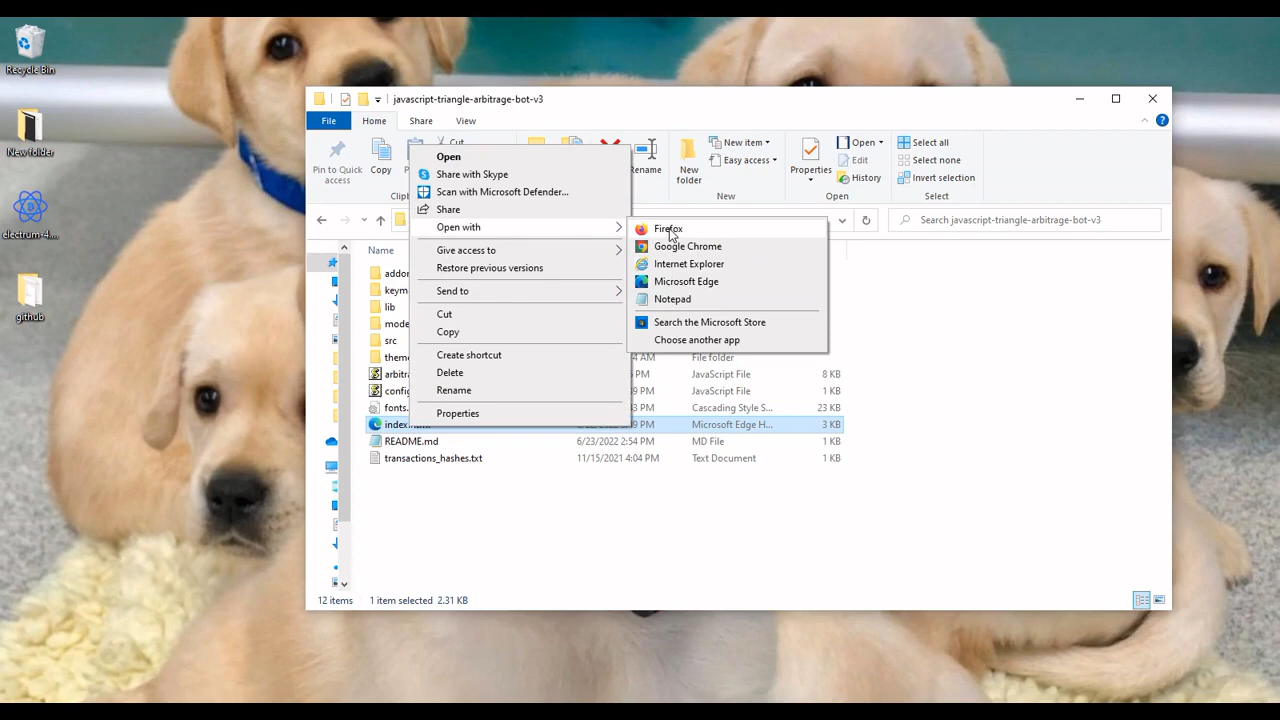 Recycle Bin
New folder
electrum-4....
github
javascript-triangle-arbitrage-bot-v3
File
Home
Share
View
Pin to Quick access
Copy
Cut
Rename
New folder
New item
Easy access
New
Properties
Open
Edit
History
Open
Select all
Select none
Invert selection
Select
Search javascript-triangle-arbitrage-bot-v3
Open
Share with Skype
Scan with Microsoft Defender...
Share
Open with
Give access to
Restore previous versions
Send to
Cut
Copy
Create shortcut
Delete
Rename
Properties
Firefox
Google Chrome
Internet Explorer
Microsoft Edge
Notepad
Search the Microsoft Store
Choose another app
Name
lib
src
File folder
JavaScript File 8 KB
JavaScript File 1 KB
fonts. Cascading Style S... 23 KB
Microsoft Edge H... 3 KB
README.md 6/23/2022 2:54 PM MD File 1 KB
transactions_hashes.txt 11/15/2021 4:04 PM Text Document 1 KB
12 items 1 item selected 2.31 KB